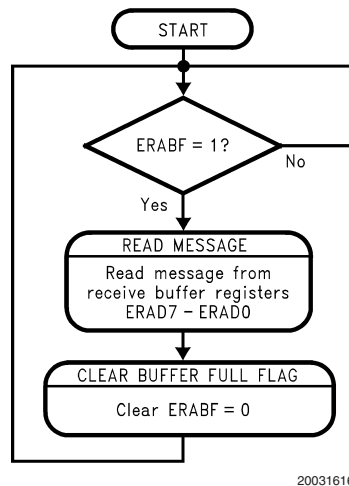 START
ERABF = 1?
No
Yes
READ MESSAGE
Read message from
receive buffer registers
ERAD7 – ERAD0
CLEAR BUFFER FULL FLAG
Clear ERABF = 0
20031616